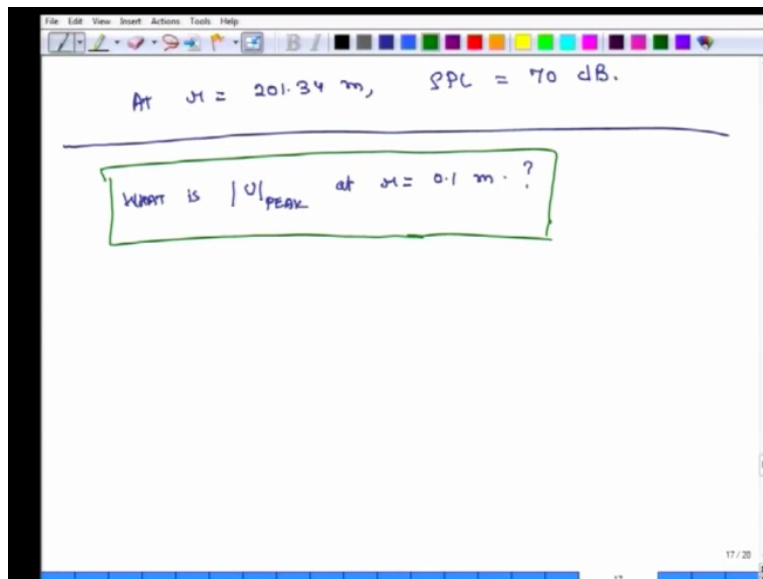 File Edit View Insert Actions Tools Help
B I
At r = 201.34 m, SPL = 70 dB.
WHAT is |U|PEAK at r = 0.1 m. ?
17 / 20